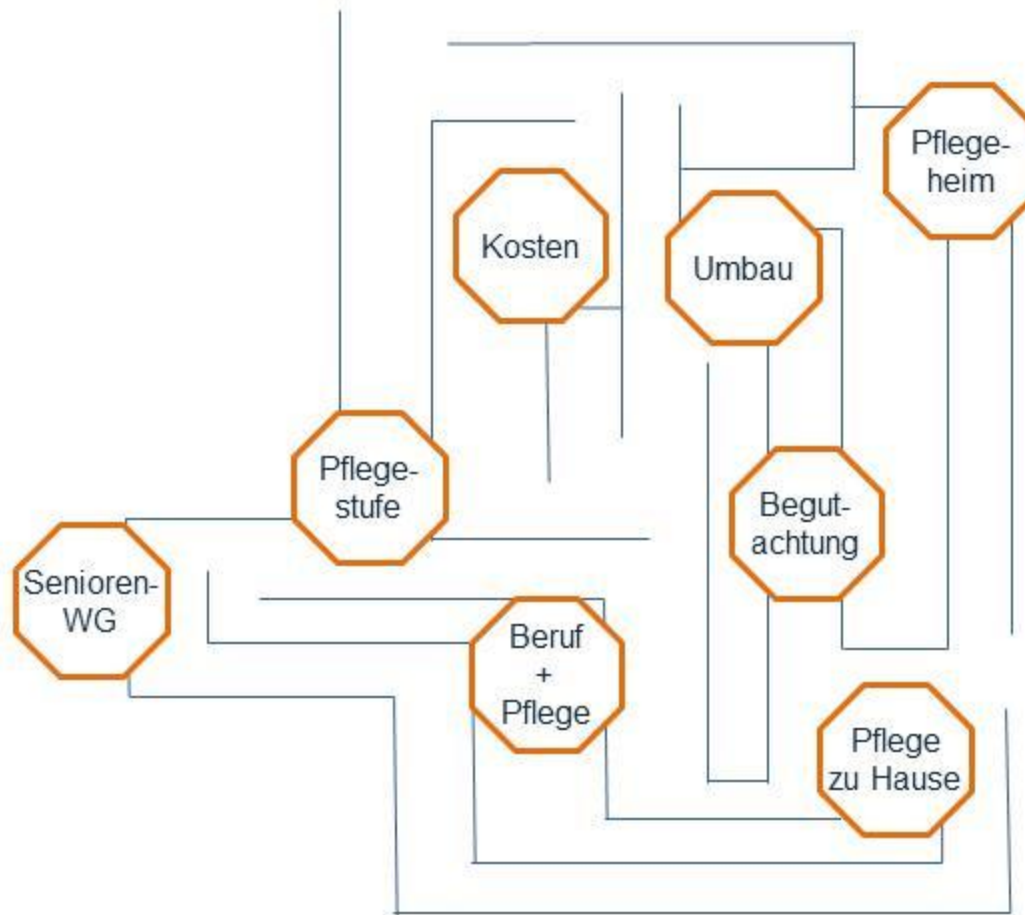 Pflege-
heim
Kosten
Umbau
Pflege-
stufe
Begut-
achtung
Senioren-
WG
Beruf
+
Pflege
Pflege
zu Hause